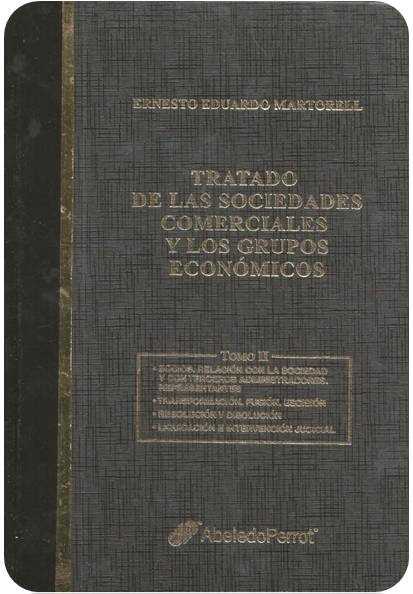 ERNESTO EDUARDO MARTORELL
TRATADO
DE LAS SOCIEDADES
COMERCIALES
Y LOS GRUPOS
ECONÓMICOS
TOMO II
• SOCIOS. RELACIÓN CON LA SOCIEDAD
Y CON TERCEROS ADMINISTRADORES.
REPRESENTANTES
• TRANSFORMACIÓN, FUSIÓN, ESCISIÓN
• RESOLUCIÓN Y DISOLUCIÓN
• LIQUIDACIÓN E INTERVENCIÓN JUDICIAL
AbeledoPerrot®